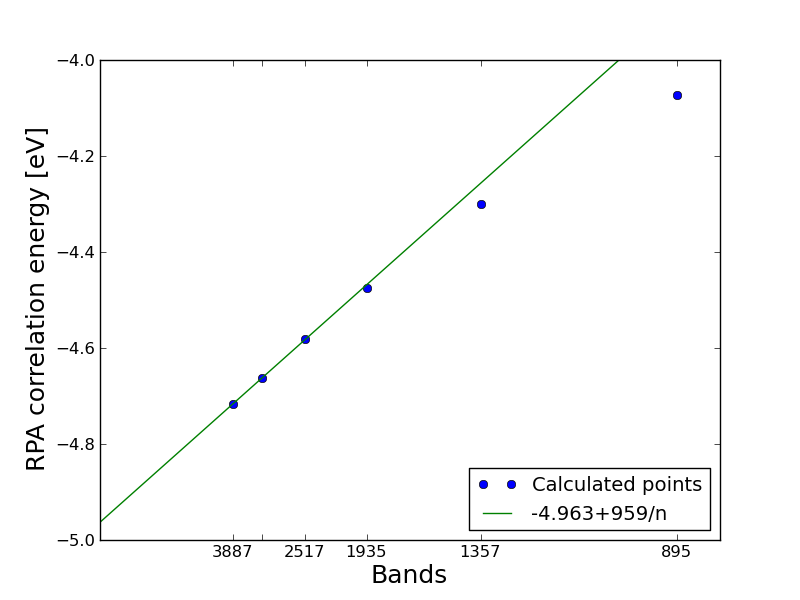 RPA correlation energy [eV]
−4.0
−4.2
−4.4
−4.6
−4.8
−5.0
Calculated points
-4.963+959/n
3887 2517 1935 1357 895
Bands